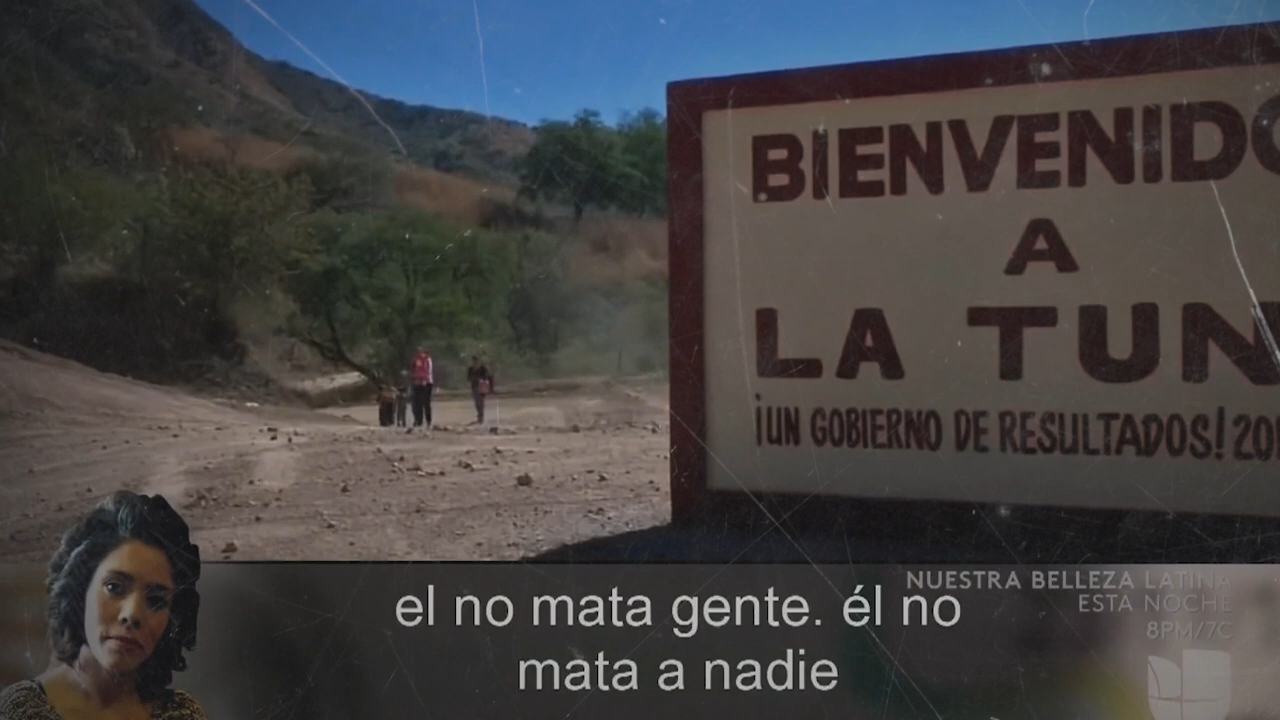 BIENVENIDO
A
LA TUN
¡UN GOBIERNO DE RESULTADOS! 20
NUESTRA BELLEZA LATINA
ESTA NOCHE
8PM/7C
el no mata gente. él no
mata a nadie